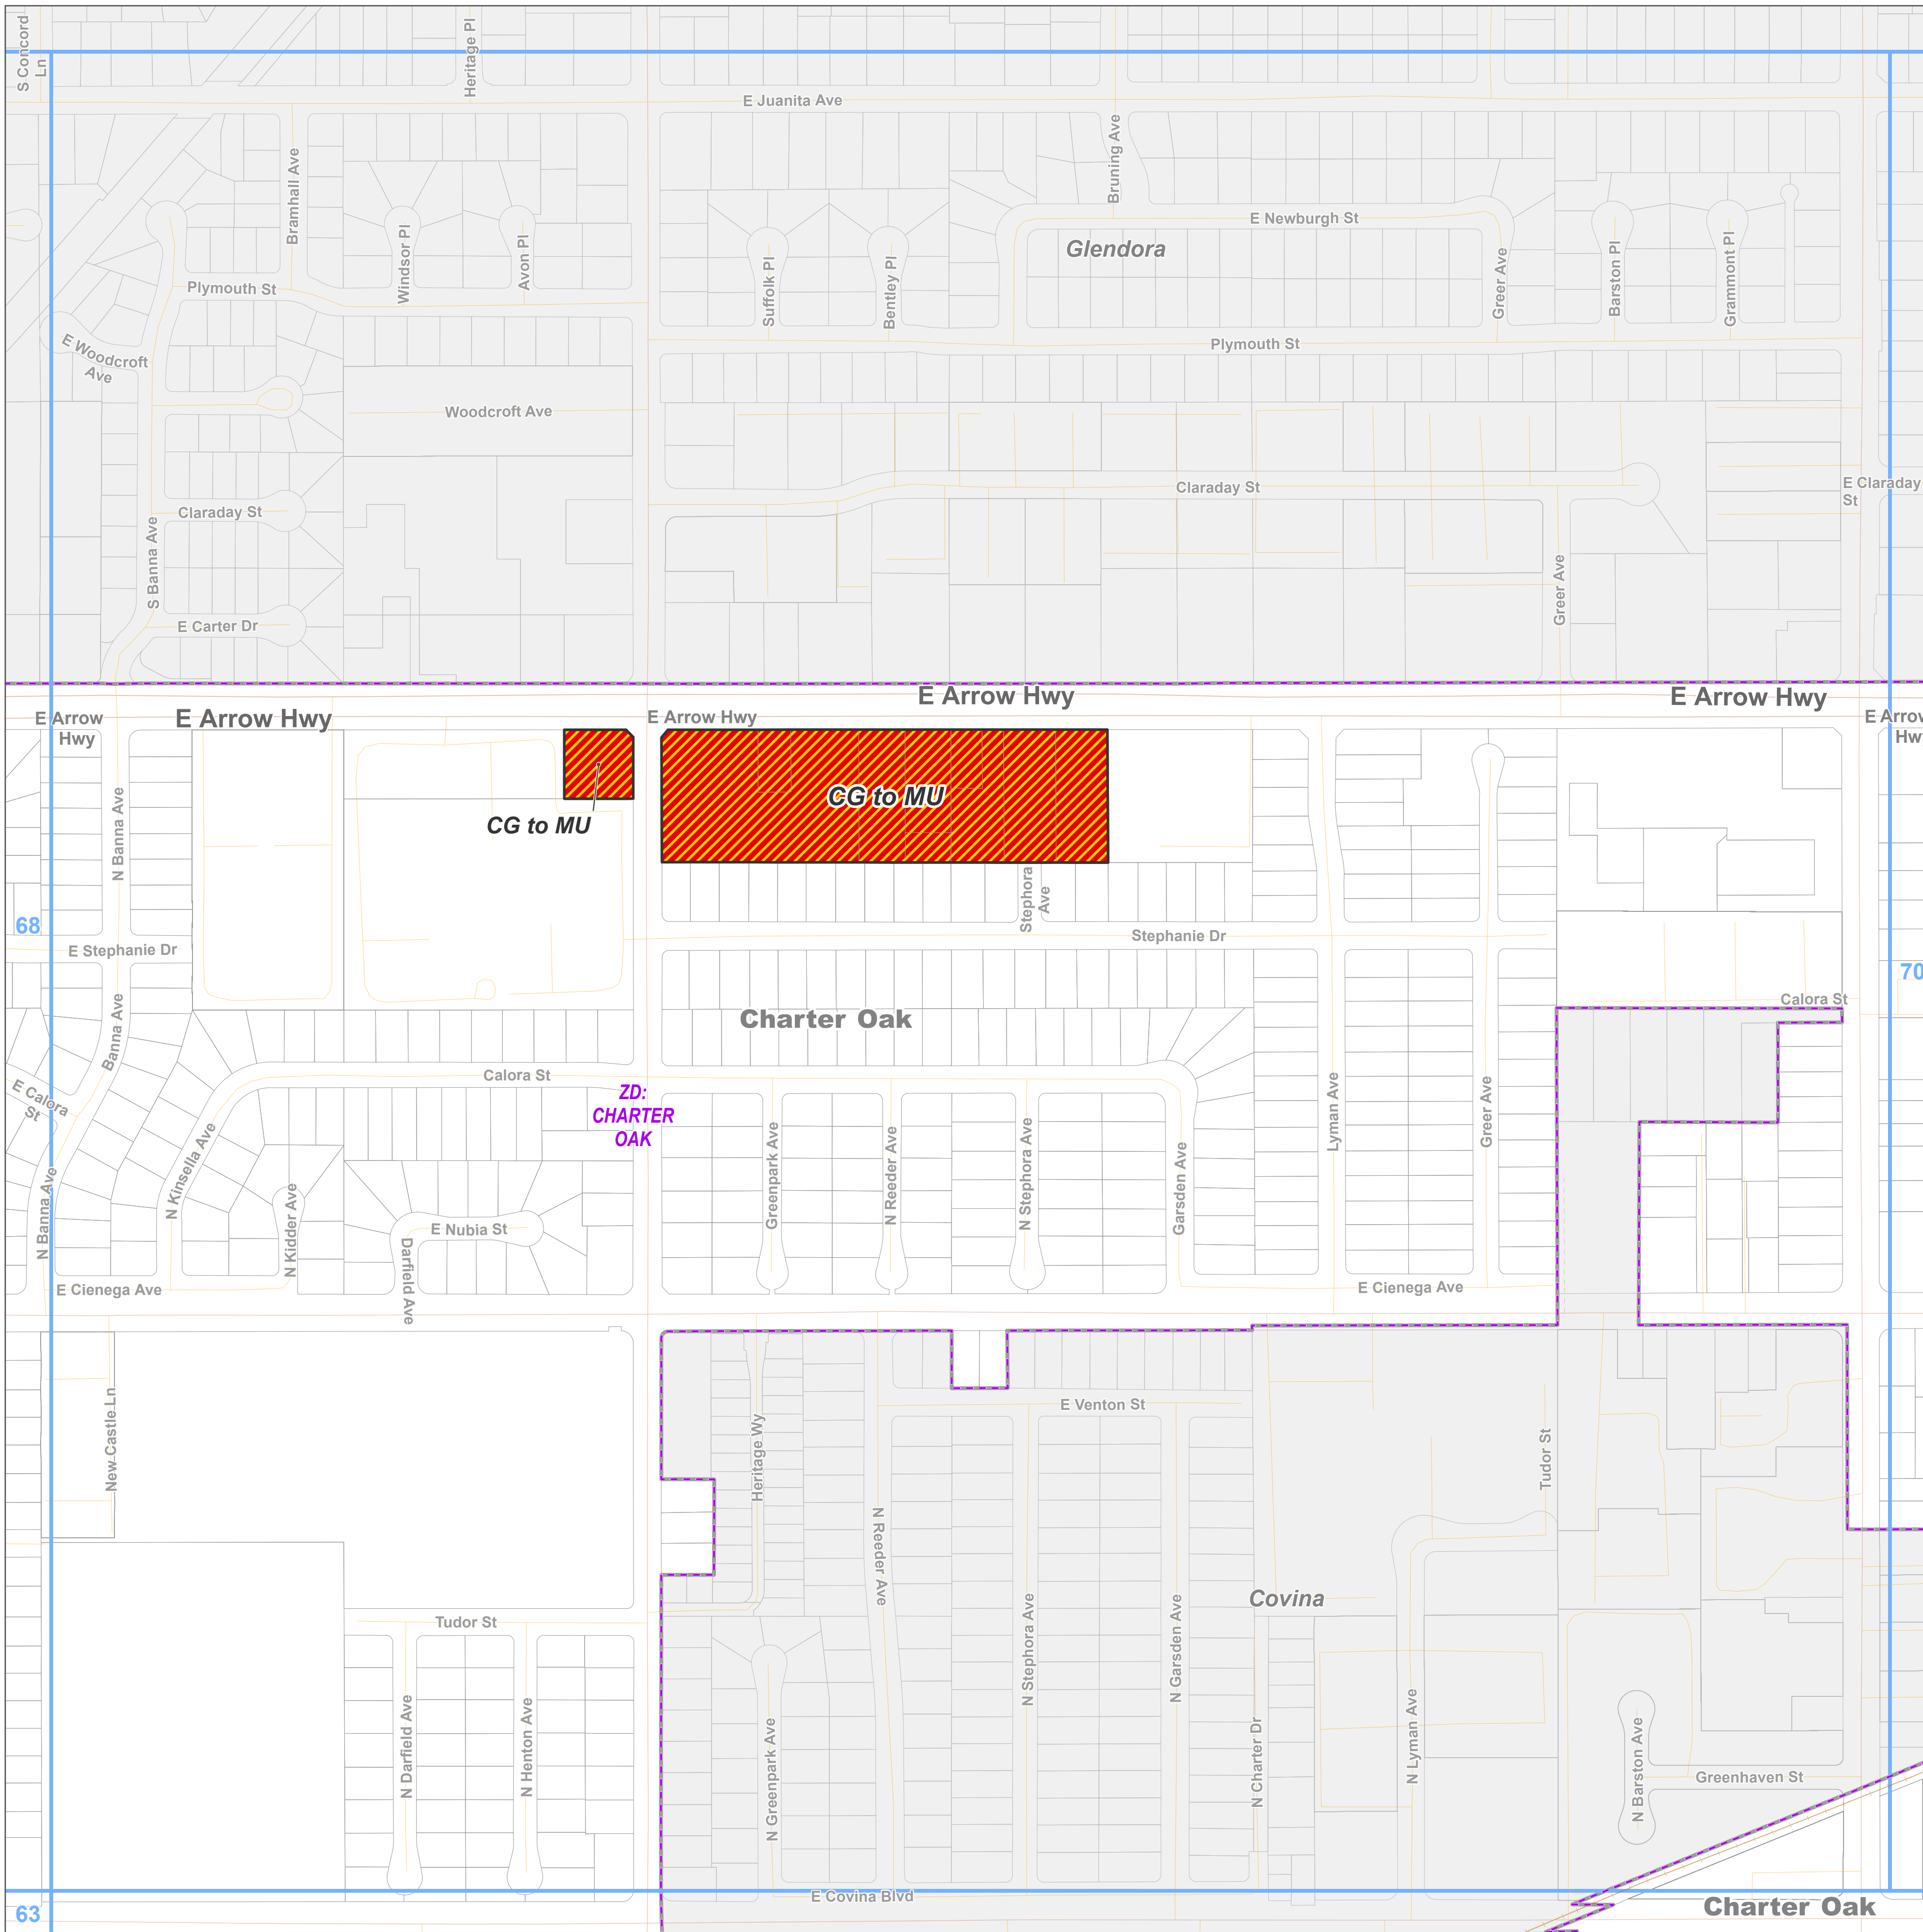 S Concord
Ln
Heritage Pl
E Juanita Ave
Bramhall Ave
Bruning Ave
Windsor Pl
Avon Pl
Suffolk Pl
Bentley Pl
E Newburgh St
Glendora
Greer Ave
Barston Pl
Grammont Pl
Plymouth St
E Woodcroft
Ave
Plymouth St
Woodcroft Ave
Claraday St
E Claraday
St
Claraday St
S Banna Ave
Greer Ave
E Carter Dr
E Arrow Hwy
E Arrow Hwy
E Arrow
Hwy
E Arrow Hwy
E Arrow Hwy
E Arrow
Hwy
CG to MU
CG to MU
N Banna Ave
Stephora
Ave
68
E Stephanie Dr
Stephanie Dr
70
Calora St
Charter Oak
Banna Ave
Calora St
E Calora
St
ZD:
CHARTER
OAK
N Kinsella Ave
Greenpark Ave
N Reeder Ave
N Stephora Ave
Garsden Ave
Lyman Ave
Greer Ave
N Banna Ave
N Kidder Ave
E Nubia St
Darfield Ave
E Cienega Ave
E Cienega Ave
New Castle Ln
Heritage Wy
E Venton St
Tudor St
N Reeder Ave
Covina
Tudor St
N Stephora Ave
N Garsden Ave
N Darfield Ave
N Henton Ave
N Greenpark Ave
N Charter Dr
N Lyman Ave
N Barston Ave
Greenhaven St
E Covina Blvd
63
Charter Oak